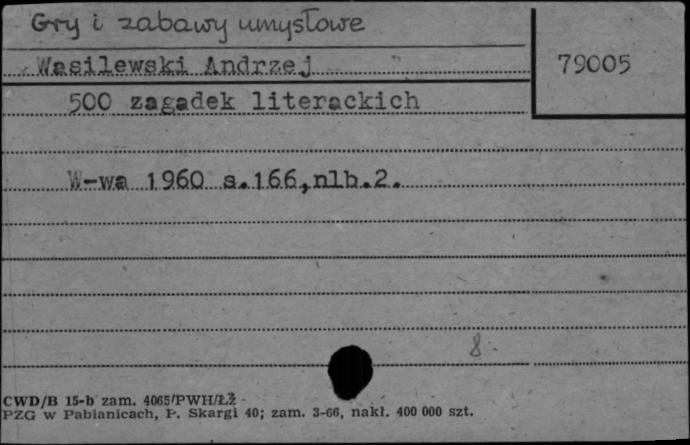 Gry i zabawy umysłowe
Wasilewski Andrzej
79005
500 zagadek literackich
W-wa 1960 s.166,nlb.2.
8
CWD/B 15-b zam. 4065/PWH/ŁŻ
PZG w Pabianicach, P. Skargi 40; zam. 3-66, nakł. 400 000 szt.